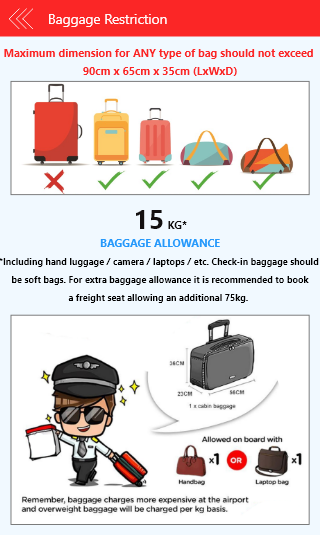 Baggage Restriction
Maximum dimension for ANY type of bag should not exceed
90cm x 65cm x 35cm (LxWxD)
15 KG*
BAGGAGE ALLOWANCE
*Including hand luggage / camera / laptops / etc. Check-in baggage should
be soft bags. For extra baggage allowance it is recommended to book
a freight seat allowing an additional 75kg.
36CM
23CM
56CM
1 x cabin baggage
Allowed on board with
x1 OR x1
Handbag
Laptop bag
Remember, baggage charges more expensive at the airport
and overweight baggage will be charged per kg basis.